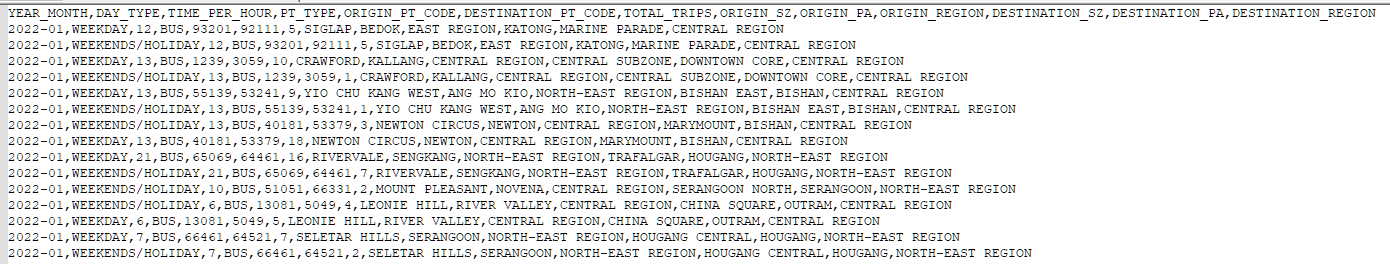 YEAR_MONTH,DAY_TYPE,TIME_PER_HOUR,PT_TYPE,ORIGIN_PT_CODE,DESTINATION_PT_CODE,TOTAL_TRIPS,ORIGIN_SZ,ORIGIN_PA,ORIGIN_REGION,DESTINATION_SZ,DESTINATION_PA,DESTINATION_REGION
2022-01,WEEKDAY,12,BUS,93201,92111,5,SIGLAP,BEDOK,EAST REGION,KATONG,MARINE PARADE,CENTRAL REGION
2022-01,WEEKENDS/HOLIDAY,12,BUS,93201,92111,5,SIGLAP,BEDOK,EAST REGION,KATONG,MARINE PARADE,CENTRAL REGION
2022-01,WEEKDAY,13,BUS,1239,3059,10,CRAWFORD,KALLANG,CENTRAL REGION,CENTRAL SUBZONE,DOWNTOWN CORE,CENTRAL REGION
2022-01,WEEKENDS/HOLIDAY,13,BUS,1239,3059,1,CRAWFORD,KALLANG,CENTRAL REGION,CENTRAL SUBZONE,DOWNTOWN CORE,CENTRAL REGION
2022-01,WEEKDAY,13,BUS,55139,53241,9,YIO CHU KANG WEST,ANG MO KIO,NORTH-EAST REGION,BISHAN EAST,BISHAN,CENTRAL REGION
2022-01,WEEKENDS/HOLIDAY,13,BUS,55139,53241,1,YIO CHU KANG WEST,ANG MO KIO,NORTH-EAST REGION,BISHAN EAST,BISHAN,CENTRAL REGION
2022-01,WEEKENDS/HOLIDAY,13,BUS,40181,53379,3,NEWTON CIRCUS,NEWTON,CENTRAL REGION,MARYMOUNT,BISHAN,CENTRAL REGION
2022-01,WEEKDAY,13,BUS,40181,53379,18,NEWTON CIRCUS,NEWTON,CENTRAL REGION,MARYMOUNT,BISHAN,CENTRAL REGION
2022-01,WEEKDAY,21,BUS,65069,64461,16,RIVERVALE,SENGKANG,NORTH-EAST REGION,TRAFALGAR,HOUGANG,NORTH-EAST REGION
2022-01,WEEKENDS/HOLIDAY,21,BUS,65069,64461,7,RIVERVALE,SENGKANG,NORTH-EAST REGION,TRAFALGAR,HOUGANG,NORTH-EAST REGION
2022-01,WEEKENDS/HOLIDAY,10,BUS,51051,66331,2,MOUNT PLEASANT,NOVENA,CENTRAL REGION,SERANGOON NORTH,SERANGOON,NORTH-EAST REGION
2022-01,WEEKENDS/HOLIDAY,6,BUS,13081,5049,4,LEONIE HILL,RIVER VALLEY,CENTRAL REGION,CHINA SQUARE,OUTRAM,CENTRAL REGION
2022-01,WEEKDAY,6,BUS,13081,5049,5,LEONIE HILL,RIVER VALLEY,CENTRAL REGION,CHINA SQUARE,OUTRAM,CENTRAL REGION
2022-01,WEEKDAY,7,BUS,66461,64521,7,SELETAR HILLS,SERANGOON,NORTH-EAST REGION,HOUGANG CENTRAL,HOUGANG,NORTH-EAST REGION
2022-01,WEEKENDS/HOLIDAY,7,BUS,66461,64521,2,SELETAR HILLS,SERANGOON,NORTH-EAST REGION,HOUGANG CENTRAL,HOUGANG,NORTH-EAST REGION